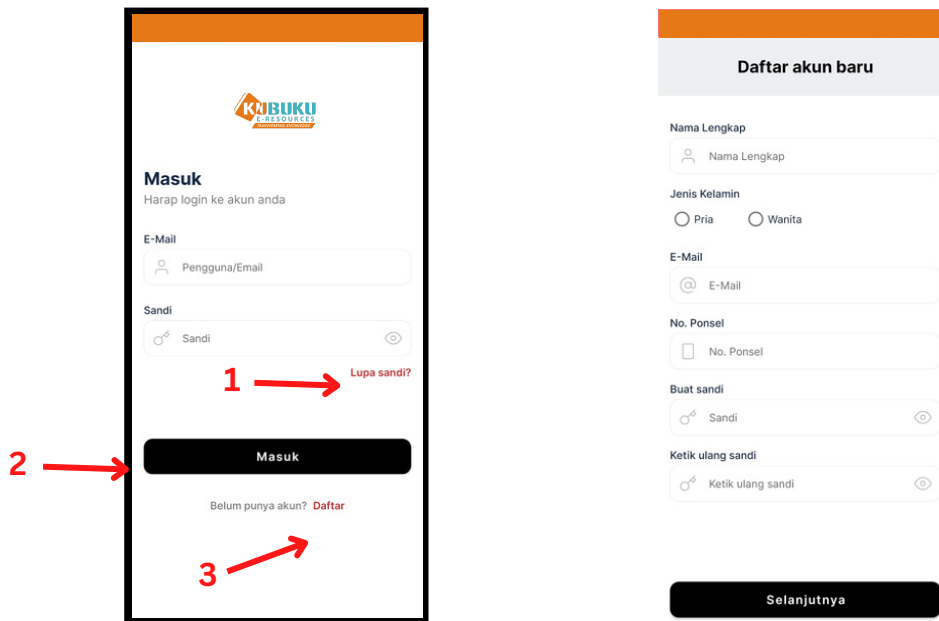 KUBUKU
E-RESOURCES
Masuk
Harap login ke akun anda
E-Mail
Pengguna/Email
Sandi
Sandi
Lupa sandi?
1
2
Masuk
Belum punya akun? Daftar
3
Daftar akun baru
Nama Lengkap
Nama Lengkap
Jenis Kelamin
Pria Wanita
E-Mail
E-Mail
No. Ponsel
No. Ponsel
Buat sandi
Sandi
Ketik ulang sandi
Ketik ulang sandi
Selanjutnya